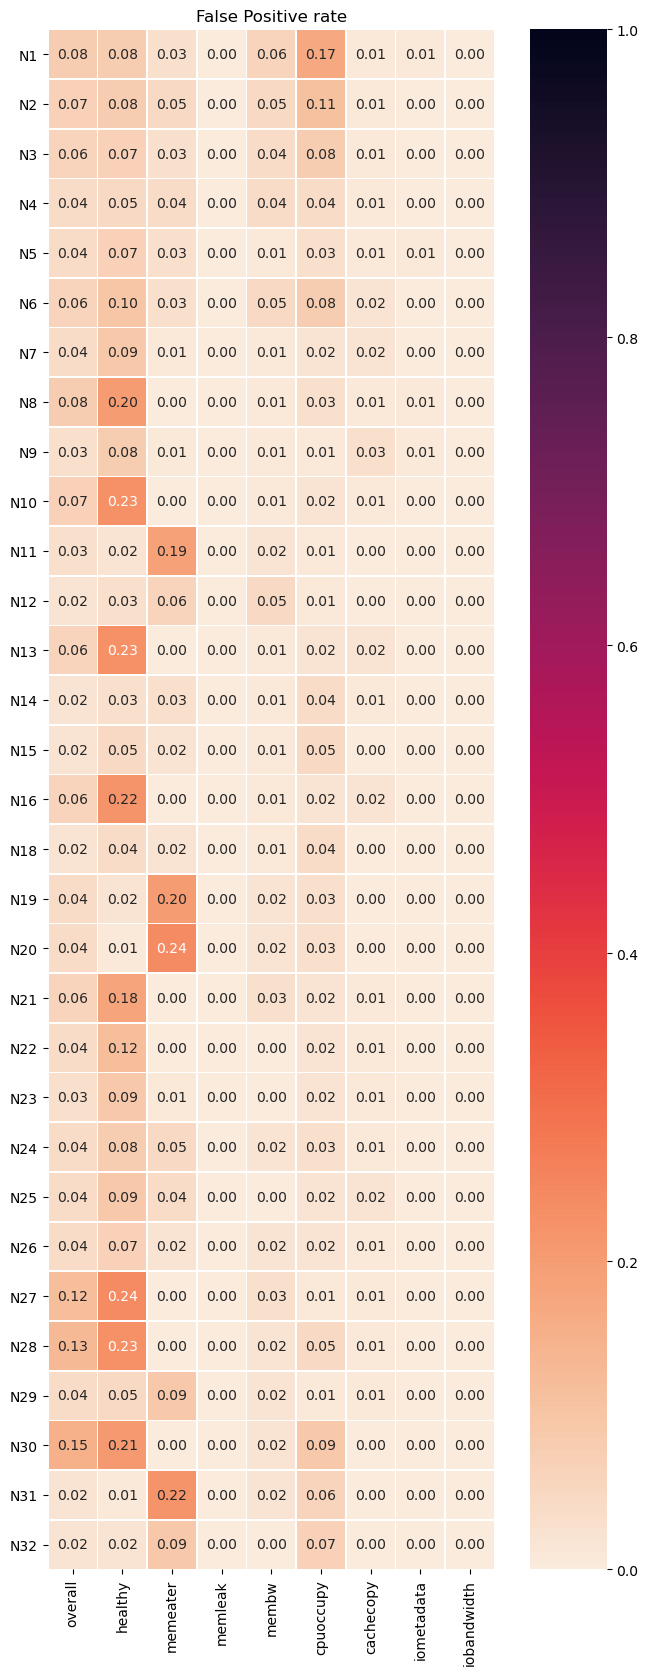 False Positive rate
N1 0.08 0.08 0.03 0.00 0.06 0.17 0.01 0.01 0.00
N2 0.07 0.08 0.05 0.00 0.05 0.11 0.01 0.00 0.00
N3 0.06 0.07 0.03 0.00 0.04 0.08 0.01 0.00 0.00
N4 0.04 0.05 0.04 0.00 0.04 0.04 0.01 0.00 0.00
N5 0.04 0.07 0.03 0.00 0.01 0.03 0.01 0.01 0.00
N6 0.06 0.10 0.03 0.00 0.05 0.08 0.02 0.00 0.00
N7 0.04 0.09 0.01 0.00 0.01 0.02 0.02 0.00 0.00
N8 0.08 0.20 0.00 0.00 0.01 0.03 0.01 0.01 0.00
N9 0.03 0.08 0.01 0.00 0.01 0.01 0.03 0.01 0.00
N10 0.07 0.23 0.00 0.00 0.01 0.02 0.01 0.00 0.00
N11 0.03 0.02 0.19 0.00 0.02 0.01 0.00 0.00 0.00
N12 0.02 0.03 0.06 0.00 0.05 0.01 0.00 0.00 0.00
N13 0.06 0.23 0.00 0.00 0.01 0.02 0.02 0.00 0.00
N14 0.02 0.03 0.03 0.00 0.01 0.04 0.01 0.00 0.00
N15 0.02 0.05 0.02 0.00 0.01 0.05 0.00 0.00 0.00
N16 0.06 0.22 0.00 0.00 0.01 0.02 0.02 0.00 0.00
N18 0.02 0.04 0.02 0.00 0.01 0.04 0.00 0.00 0.00
N19 0.04 0.02 0.20 0.00 0.02 0.03 0.00 0.00 0.00
N20 0.04 0.01 0.24 0.00 0.02 0.03 0.00 0.00 0.00
N21 0.06 0.18 0.00 0.00 0.03 0.02 0.01 0.00 0.00
N22 0.04 0.12 0.00 0.00 0.00 0.02 0.01 0.00 0.00
N23 0.03 0.09 0.01 0.00 0.00 0.02 0.01 0.00 0.00
N24 0.04 0.08 0.05 0.00 0.02 0.03 0.01 0.00 0.00
N25 0.04 0.09 0.04 0.00 0.00 0.02 0.02 0.00 0.00
N26 0.04 0.07 0.02 0.00 0.02 0.02 0.01 0.00 0.00
N27 0.12 0.24 0.00 0.00 0.03 0.01 0.01 0.00 0.00
N28 0.13 0.23 0.00 0.00 0.02 0.05 0.01 0.00 0.00
N29 0.04 0.05 0.09 0.00 0.02 0.01 0.01 0.00 0.00
N30 0.15 0.21 0.00 0.00 0.02 0.09 0.00 0.00 0.00
N31 0.02 0.01 0.22 0.00 0.02 0.06 0.00 0.00 0.00
N32 0.02 0.02 0.09 0.00 0.00 0.07 0.00 0.00 0.00
overall
healthy
memeater
memleak
membw
cpuoccupy
cachecopy
iometadata
iobandwidth
1.0
0.8
0.6
0.4
0.2
0.0